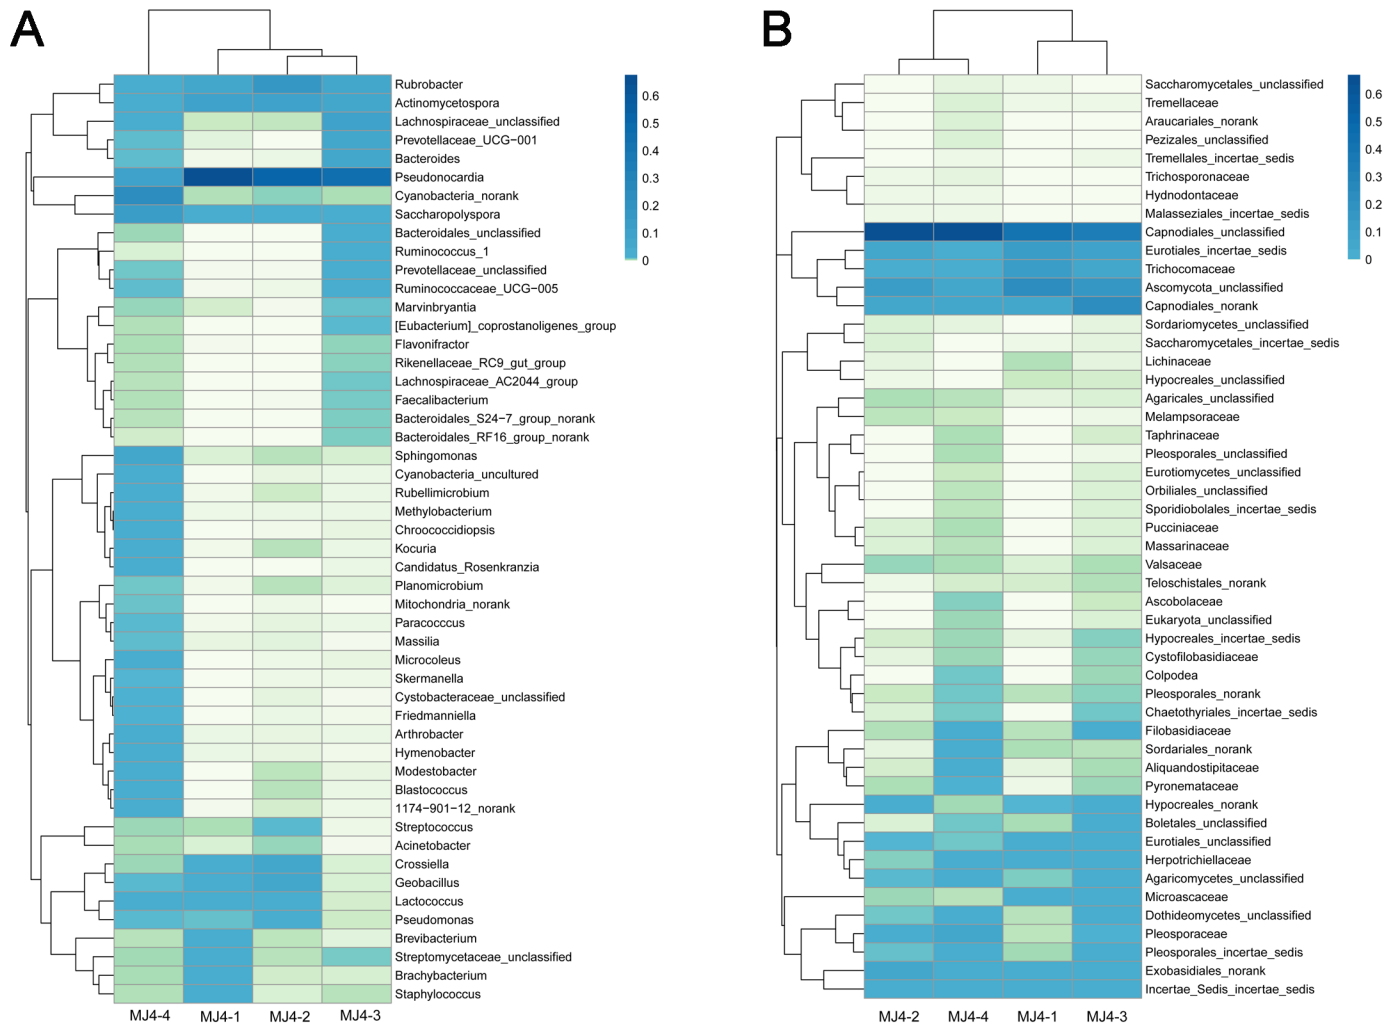 A
Rubrobacter
Actinomycetospora
Lachnospiraceae_unclassified
Prevotellaceae_UCG−001
Bacteroides
Pseudonocardia
Cyanobacteria_norank
Saccharopolyspora
Bacteroidales_unclassified
Ruminococcus_1
Prevotellaceae_unclassified
Ruminococcaceae_UCG−005
Marvinbryantia
[Eubacterium]_coprostanoligenes_group
Flavonifractor
Rikenellaceae_RC9_gut_group
Lachnospiraceae_AC2044_group
Faecalibacterium
Bacteroidales_S24−7_group_norank
Bacteroidales_RF16_group_norank
Sphingomonas
Cyanobacteria_uncultured
Rubellimicrobium
Methylobacterium
Chroococcidiopsis
Kocuria
Candidatus_Rosenkranzia
Planomicrobium
Mitochondria_norank
Paracocccus
Massilia
Microcoleus
Skermanella
Cystobacteraceae_unclassified
Friedmanniella
Arthrobacter
Hymenobacter
Modestobacter
Blastococcus
1174−901−12_norank
Streptococcus
Acinetobacter
Crossiella
Geobacillus
Lactococcus
Pseudomonas
Brevibacterium
Streptomycetaceae_unclassified
Brachybacterium
Staphylococcus
MJ4-4 MJ4-1 MJ4-2 MJ4-3
0.6
0.5
0.4
0.3
0.2
0.1
0
B
Saccharomycetales_unclassified
Tremellaceae
Araucariales_norank
Pezizales_unclassified
Tremellales_incertae_sedis
Trichosporonaceae
Hydnodontaceae
Malasseziales_incertae_sedis
Capnodiales_unclassified
Eurotiales_incertae_sedis
Trichocomaceae
Ascomycota_unclassified
Capnodiales_norank
Sordariomycetes_unclassified
Saccharomycetales_incertae_sedis
Lichinaceae
Hypocreales_unclassified
Agaricales_unclassified
Melampsoraceae
Taphrinaceae
Pleosporales_unclassified
Eurotiomycetes_unclassified
Orbiliales_unclassified
Sporidiobolales_incertae_sedis
Pucciniaceae
Massarinaceae
Valsaceae
Teloschistales_norank
Ascobolaceae
Eukaryota_unclassified
Hypocreales_incertae_sedis
Cystofilobasidiaceae
Colpodea
Pleosporales_norank
Chaetothyriales_incertae_sedis
Filobasidiaceae
Sordariales_norank
Aliquandostipitaceae
Pyronemataceae
Hypocreales_norank
Boletales_unclassified
Eurotiales_unclassified
Herpotrichiellaceae
Agaricomycetes_unclassified
Microascaceae
Dothideomycetes_unclassified
Pleosporaceae
Pleosporales_incertae_sedis
Exobasidiales_norank
Incertae_Sedis_incertae_sedis
MJ4-2 MJ4-4 MJ4-1 MJ4-3
0.6
0.5
0.4
0.3
0.2
0.1
0